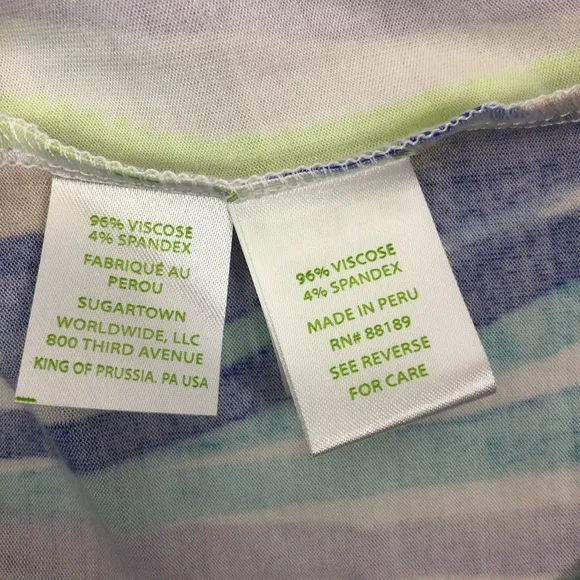 96% VISCOSE
4% SPANDEX
FABRIQUÉ AU
PEROU
SUGARTOWN
WORLDWIDE, LLC
800 THIRD AVENUE
KING OF PRUSSIA. PA USA
96% VISCOSE
4% SPANDEX
MADE IN PERU
RN# 88189
SEE REVERSE
FOR CARE